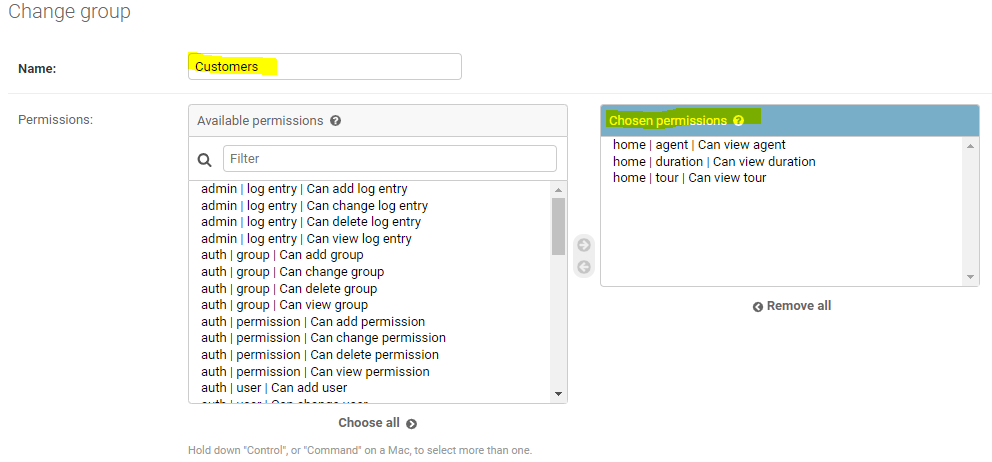 Change group
Name:
Customers
Permissions:
Available permissions ?
Filter
admin | log entry | Can add log entry
admin | log entry | Can change log entry
admin | log entry | Can delete log entry
admin | log entry | Can view log entry
auth | group | Can add group
auth | group | Can change group
auth | group | Can delete group
auth | group | Can view group
auth | permission | Can add permission
auth | permission | Can change permission
auth | permission | Can delete permission
auth | permission | Can view permission
auth | user | Can add user
auth | user | Can change user
Choose all
Hold down "Control", or "Command" on a Mac, to select more than one.
Chosen permissions ?
home | agent | Can view agent
home | duration | Can view duration
home | tour | Can view tour
Remove all